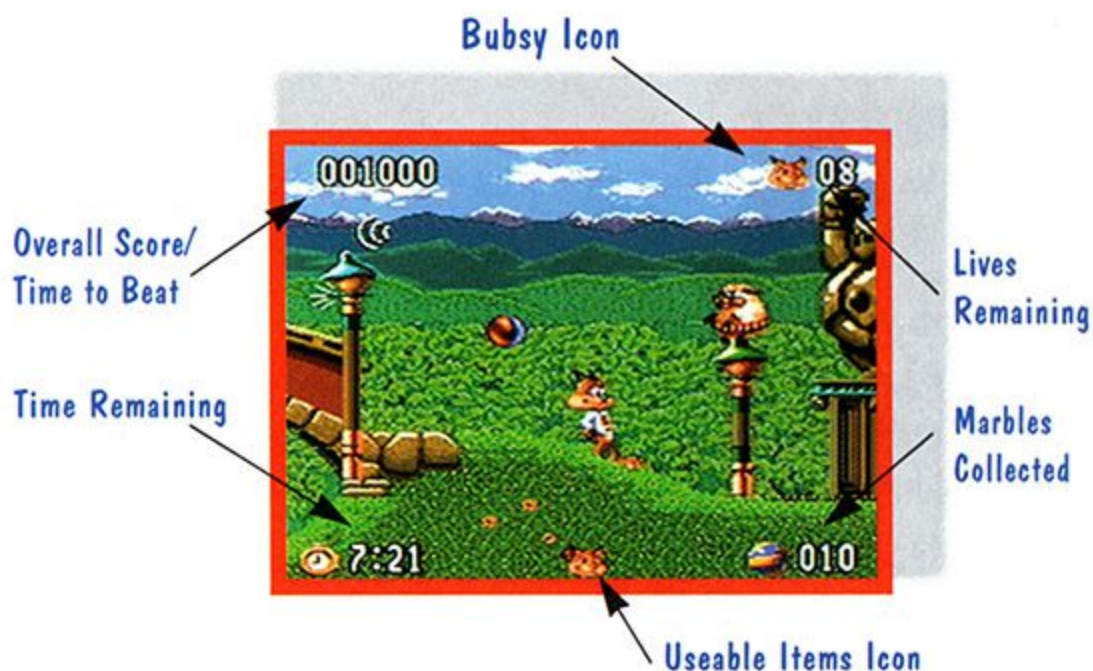 Bubsy Icon
001000
08
Overall Score/
Time to Beat
Lives
Remaining
Time Remaining
Marbles
Collected
7:21
010
Useable Items Icon